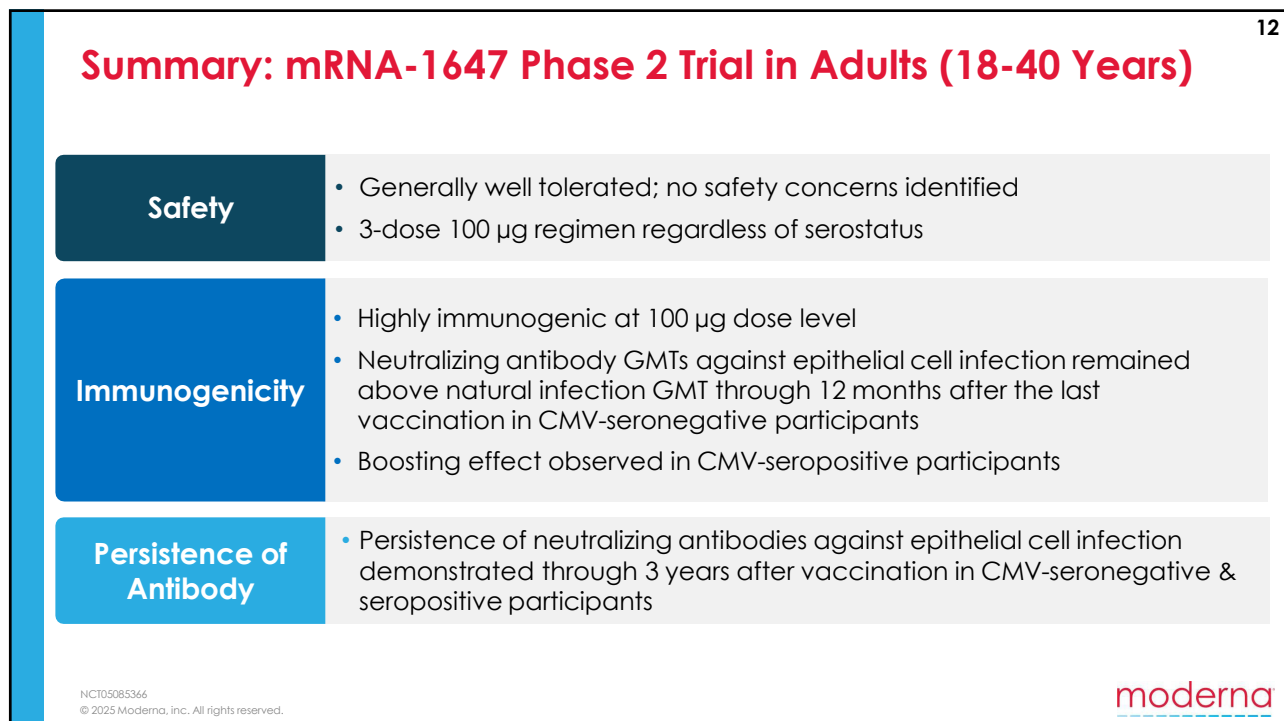 12
Summary: mRNA-1647 Phase 2 Trial in Adults (18-40 Years)
Safety
• Generally well tolerated; no safety concerns identified
• 3-dose 100 µg regimen regardless of serostatus
Immunogenicity
• Highly immunogenic at 100 µg dose level
• Neutralizing antibody GMTs against epithelial cell infection remained
above natural infection GMT through 12 months after the last
vaccination in CMV-seronegative participants
• Boosting effect observed in CMV-seropositive participants
Persistence of
Antibody
• Persistence of neutralizing antibodies against epithelial cell infection
demonstrated through 3 years after vaccination in CMV-seronegative &
seropositive participants
NCT05085366
© 2025 Moderna, inc. All rights reserved.
moderna